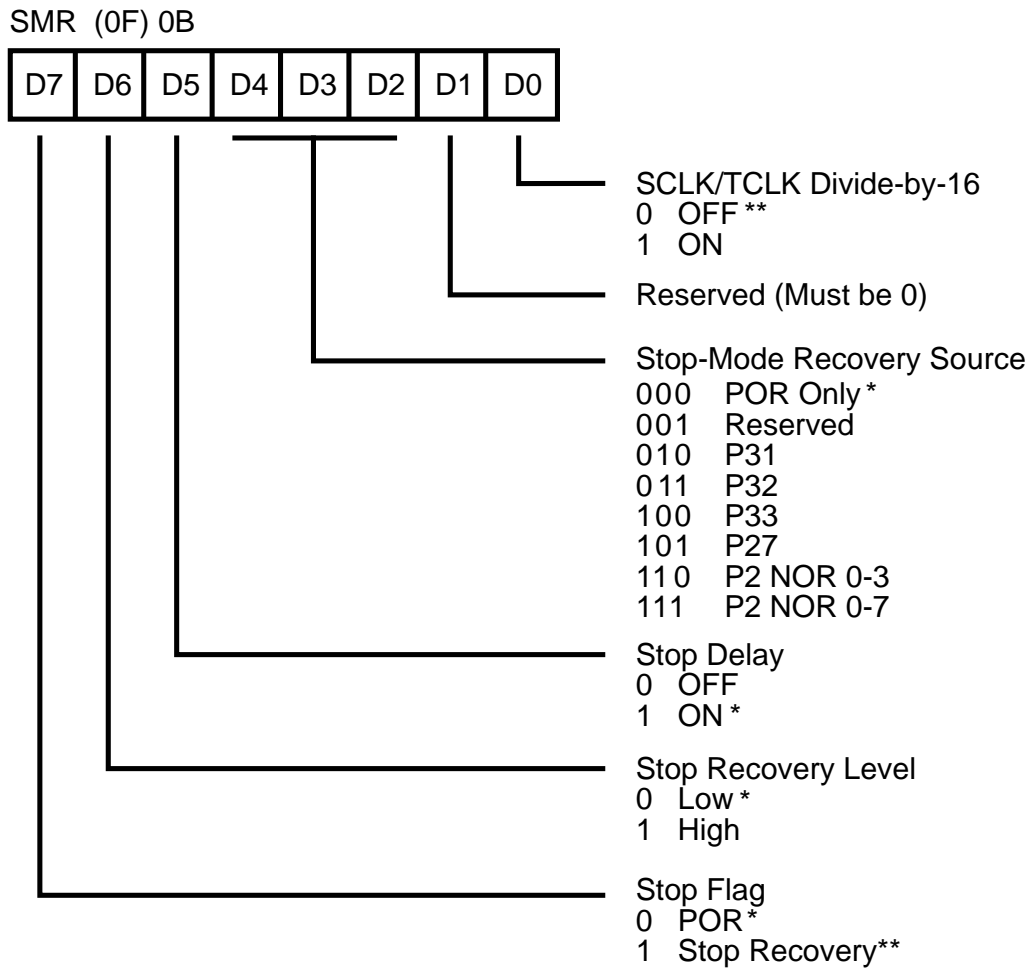 SMR (0F) 0B
D7 D6 D5 D4 D3 D2 D1 D0
SCLK/TCLK Divide-by-16
0 OFF **
1 ON
Reserved (Must be 0)
Stop-Mode Recovery Source
000 POR Only *
001 Reserved
010 P31
011 P32
100 P33
101 P27
110 P2 NOR 0-3
111 P2 NOR 0-7
Stop Delay
0 OFF
1 ON *
Stop Recovery Level
0 Low *
1 High
Stop Flag
0 POR *
1 Stop Recovery**